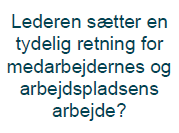 Lederen sætter en
tydelig retning for
medarbejdernes og
arbejdspladsens
arbejde?